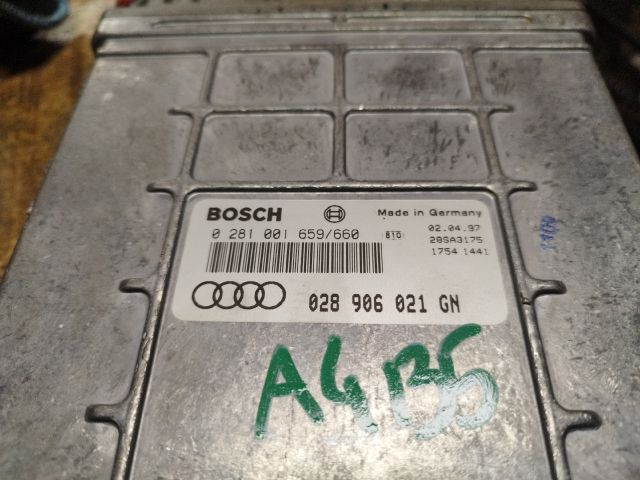 BOSCH Made in Germany
0 281 001 659/660 810 02.04.97
28SA3175
1754 1441
028 906 021 GN
A4B5